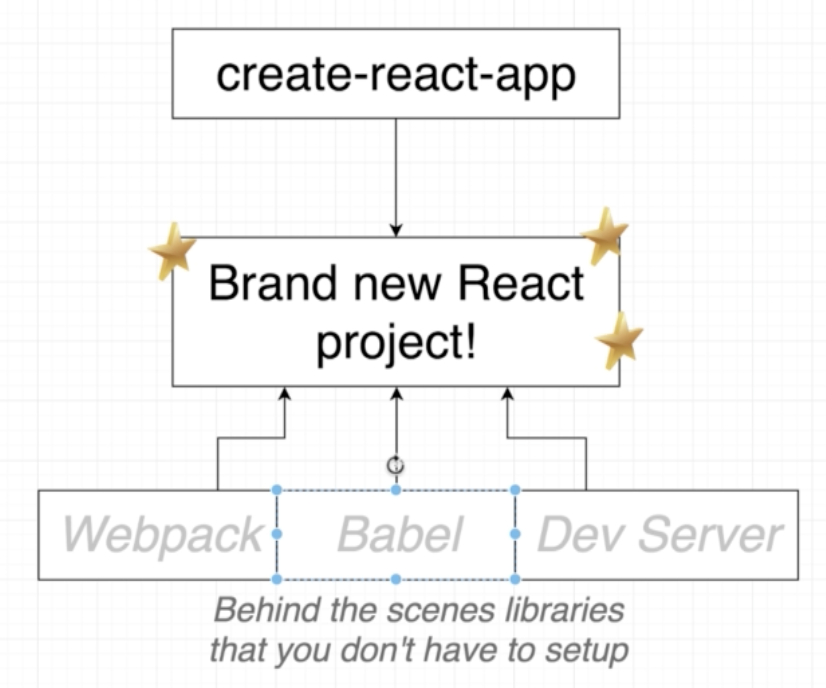 create-react-app
Brand new React
project!
Webpack
Babel
Dev Server
Behind the scenes libraries
that you don't have to setup